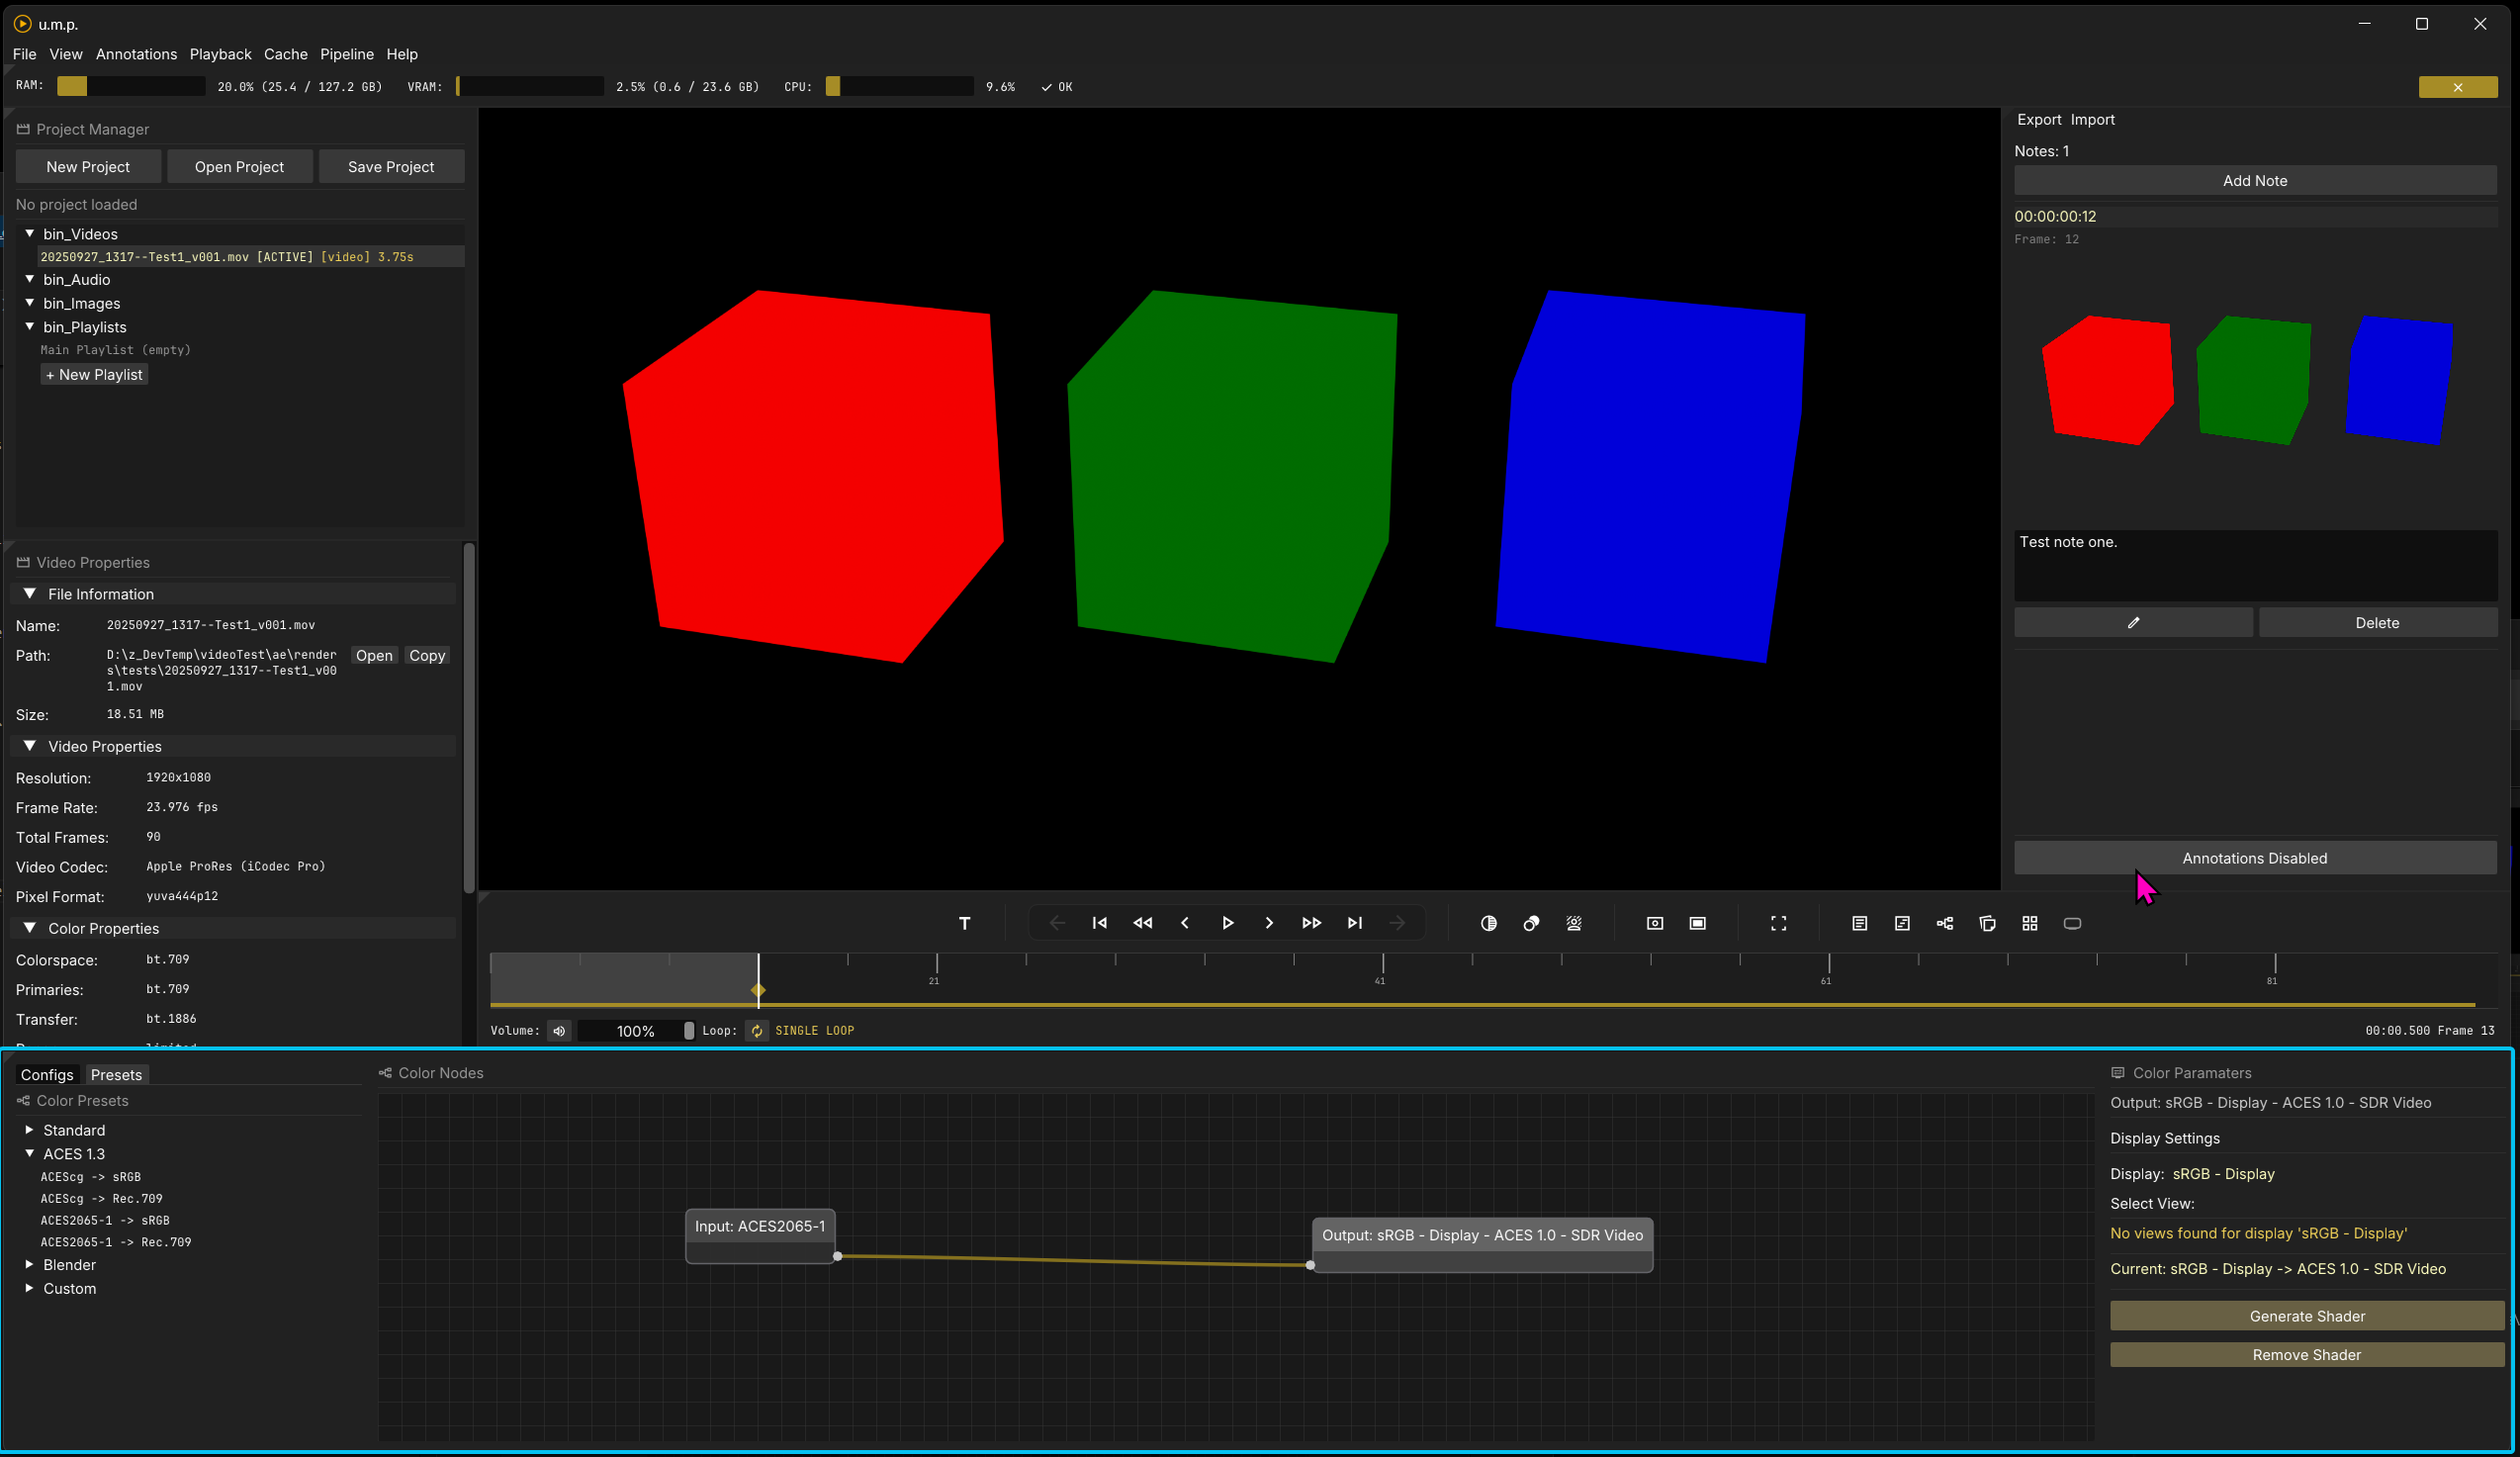 u.m.p.
File View Annotations Playback Cache Pipeline Help
RAM: 20.0% (25.4 / 127.2 GB) VRAM: 2.5% (0.6 / 23.6 GB) CPU: 9.6% OK
Project Manager
New Project Open Project Save Project
No project loaded
bin_Videos
20250927_1317--Test1_v001.mov [ACTIVE] [video] 3.75s
bin_Audio
bin_Images
bin_Playlists
Main Playlist (empty)
+ New Playlist
Video Properties
File Information
Name: 20250927_1317--Test1_v001.mov
Path: D:\z_DevTemp\videoTest\ae\render
s\tests\20250927_1317--Test1_v00
1.mov
Open Copy
Size: 18.51 MB
Video Properties
Resolution: 1920x1080
Frame Rate: 23.976 fps
Total Frames: 90
Video Codec: Apple ProRes (iCodec Pro)
Pixel Format: yuva444p12
Color Properties
Colorspace: bt.709
Primaries: bt.709
Transfer: bt.1886
Export Import
Notes: 1
Add Note
00:00:00:12
Frame: 12
Test note one.
Delete
Annotations Disabled
T
21 41 61 81
Volume: 100% Loop: SINGLE LOOP
00:00.500 Frame 13
Configs Presets
Color Presets
Standard
ACES 1.3
ACEScg -> sRGB
ACEScg -> Rec.709
ACES2065-1 -> sRGB
ACES2065-1 -> Rec.709
Blender
Custom
Color Nodes
Input: ACES2065-1
Output: sRGB - Display - ACES 1.0 - SDR Video
Color Paramaters
Output: sRGB - Display - ACES 1.0 - SDR Video
Display Settings
Display: sRGB - Display
Select View:
No views found for display 'sRGB - Display'
Current: sRGB - Display -> ACES 1.0 - SDR Video
Generate Shader
Remove Shader